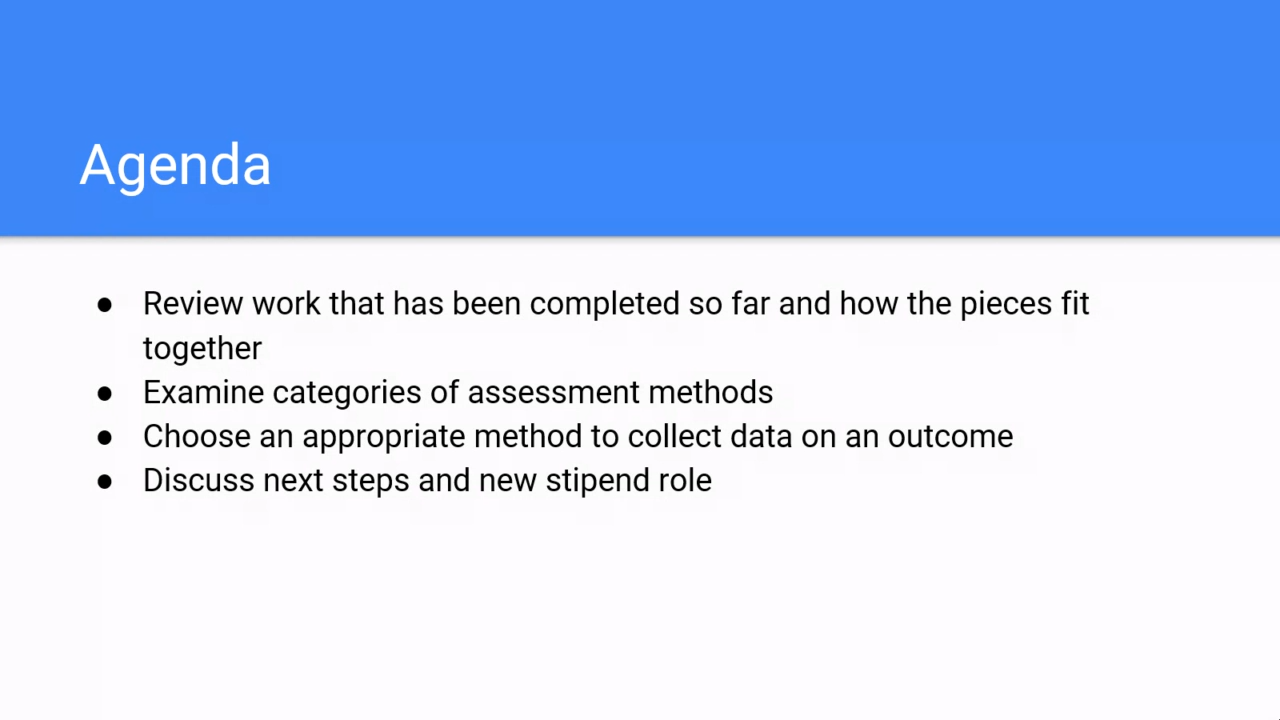 Agenda
● Review work that has been completed so far and how the pieces fit
together
● Examine categories of assessment methods
● Choose an appropriate method to collect data on an outcome
● Discuss next steps and new stipend role